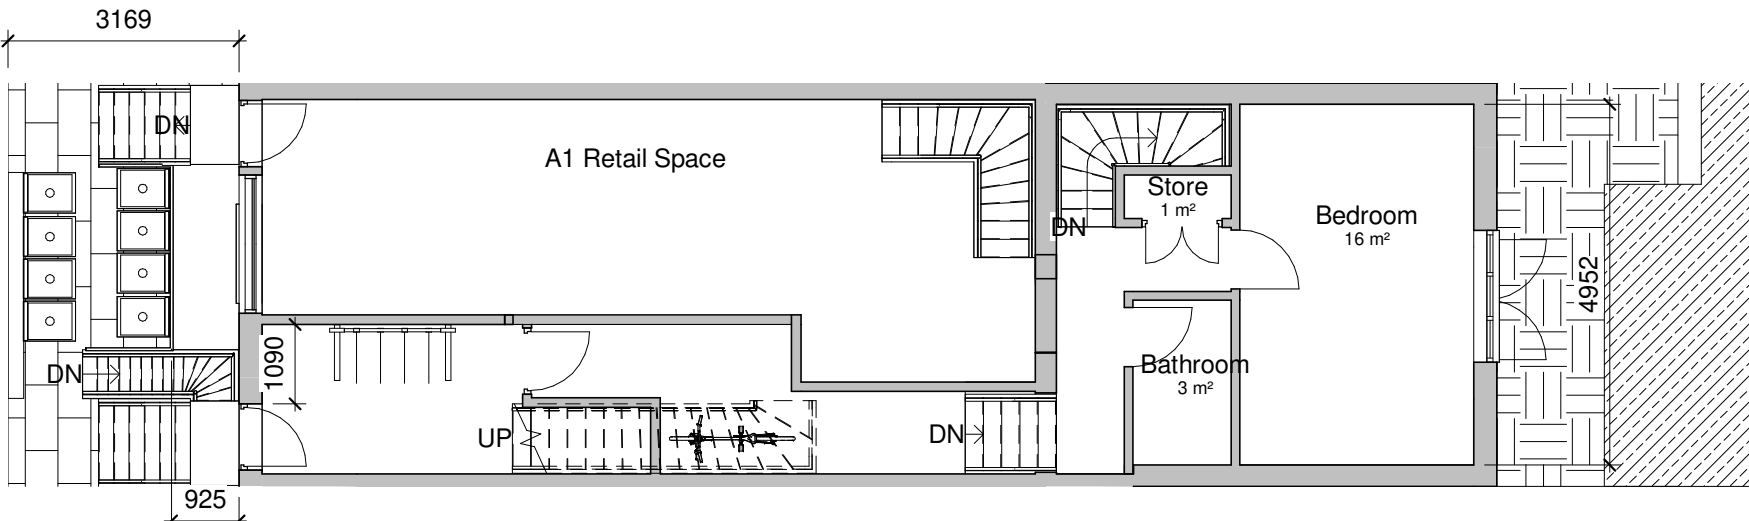 3169
DN
A1 Retail Space
Store
1 m²
DN
Bedroom
16 m²
4952
1090
DN
Bathroom
3 m²
UP
DN
925